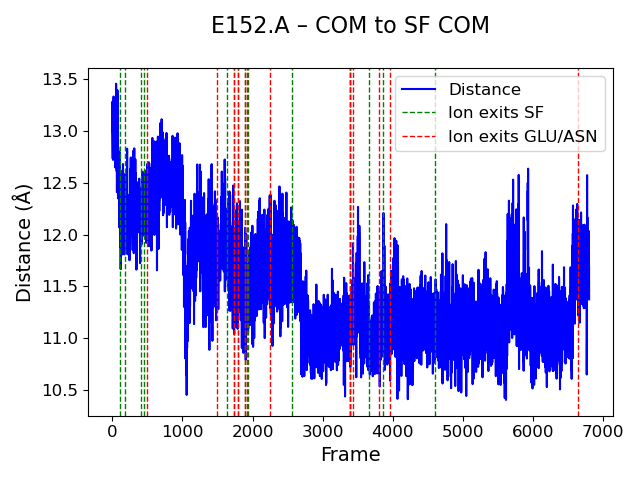 E152.A – COM to SF COM
13.5
13.0
12.5
12.0
11.5
11.0
10.5
Distance (Å)
Distance
Ion exits SF
Ion exits GLU/ASN
0 1000 2000 3000 4000 5000 6000 7000
Frame